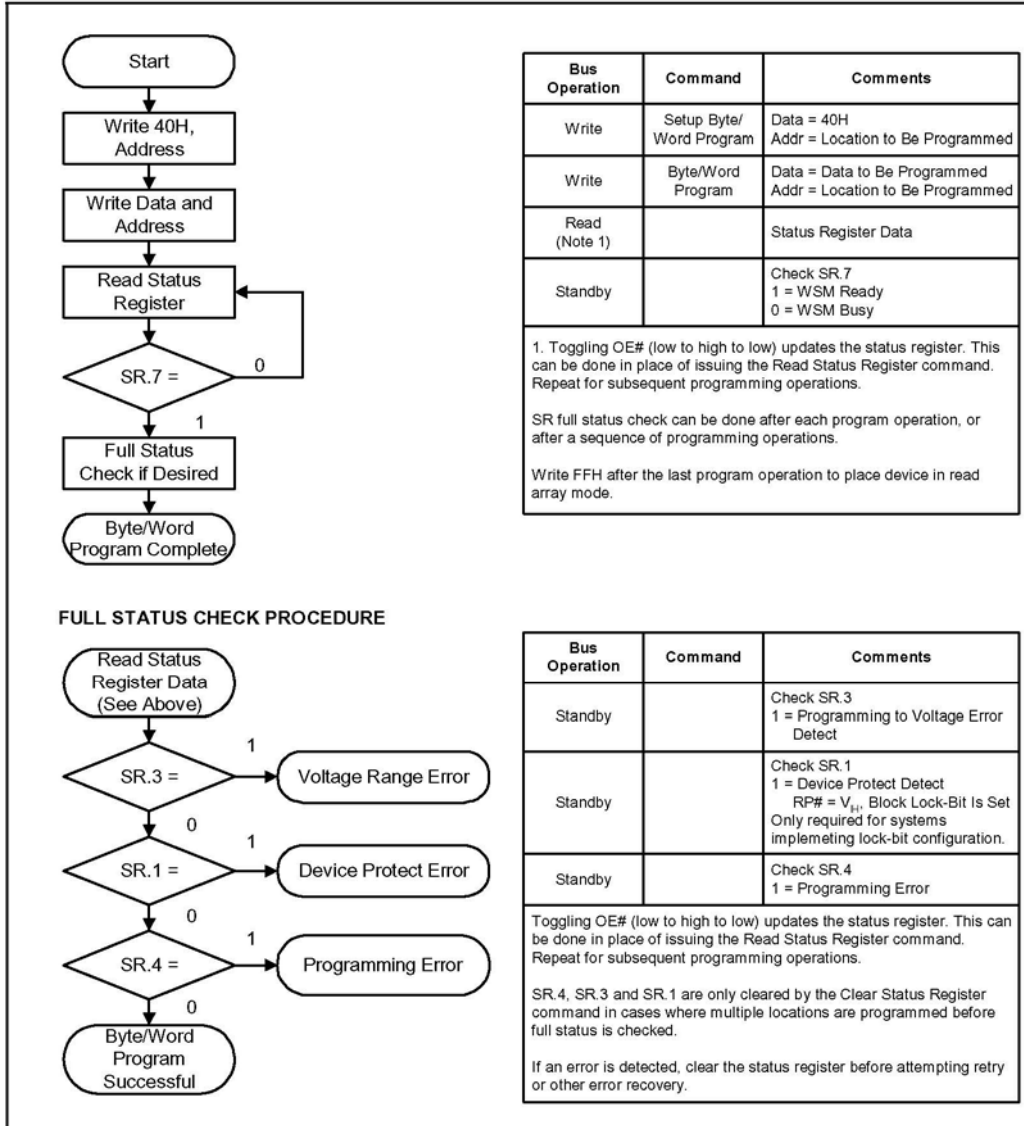 Start
Write 40H,
Address
Write Data and
Address
Read Status
Register
SR.7 =
0
1
Full Status
Check if Desired
Byte/Word
Program Complete
Bus
Operation
Command
Comments
Write
Setup Byte/
Word Program
Data = 40H
Addr = Location to Be Programmed
Write
Byte/Word
Program
Data = Data to Be Programmed
Addr = Location to Be Programmed
Read
(Note 1)
Status Register Data
Standby
Check SR.7
1 = WSM Ready
0 = WSM Busy
1. Toggling OE# (low to high to low) updates the status register. This
can be done in place of issuing the Read Status Register command.
Repeat for subsequent programming operations.
SR full status check can be done after each program operation, or
after a sequence of programming operations.
Write FFH after the last program operation to place device in read
array mode.
FULL STATUS CHECK PROCEDURE
Read Status
Register Data
(See Above)
SR.3 =
1
Voltage Range Error
0
SR.1 =
1
Device Protect Error
0
SR.4 =
1
Programming Error
0
Byte/Word
Program
Successful
Bus
Operation
Command
Comments
Standby
Check SR.3
1 = Programming to Voltage Error
Detect
Standby
Check SR.1
1 = Device Protect Detect
RP# = VIH, Block Lock-Bit Is Set
Only required for systems
implemeting lock-bit configuration.
Standby
Check SR.4
1 = Programming Error
Toggling OE# (low to high to low) updates the status register. This can
be done in place of issuing the Read Status Register command.
Repeat for subsequent programming operations.
SR.4, SR.3 and SR.1 are only cleared by the Clear Status Register
command in cases where multiple locations are programmed before
full status is checked.
If an error is detected, clear the status register before attempting retry
or other error recovery.